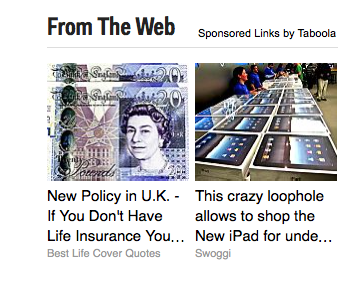 From The Web
Sponsored Links by Taboola
New Policy in U.K. -
If You Don't Have
Life Insurance You...
Best Life Cover Quotes
This crazy loophole
allows to shop the
New iPad for unde...
Swoggi